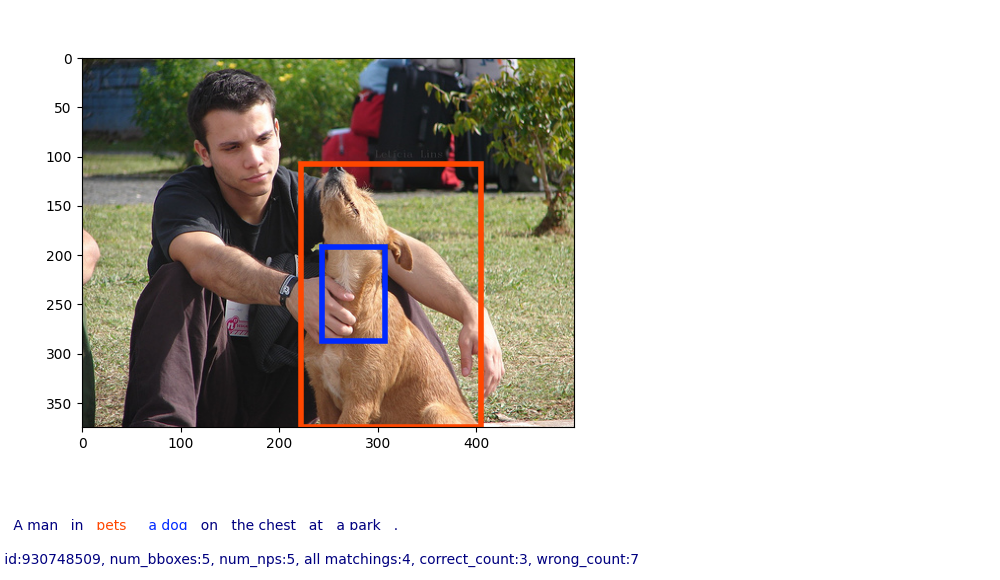 0
50
100
150
200
250
300
350
0 100 200 300 400
A man in pets a dog on the chest at a park .
id:930748509, num_bboxes:5, num_nps:5, all matchings:4, correct_count:3, wrong_count:7